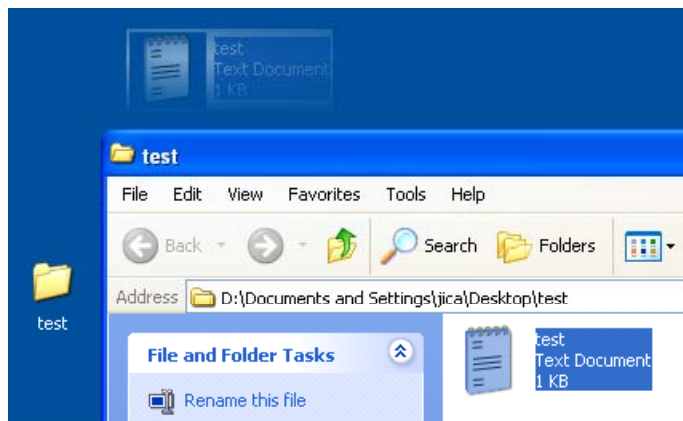 test
Text Document
1 KB
test
File Edit View Favorites Tools Help
Back Search Folders
Address D:\Documents and Settings\jica\Desktop\test
test
File and Folder Tasks
Rename this file
test
Text Document
1 KB